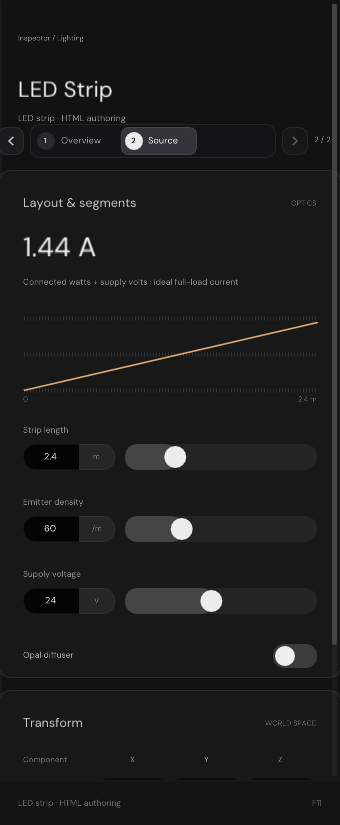 Inspector / Lighting
LED Strip
LED strip · HTML authoring
1 Overview 2 Source 2 / 2
Layout & segments OPTICS
1.44 A
Connected watts ÷ supply volts · ideal full-load current
0 2.4 m
Strip length
2.4 m
Emitter density
60 /m
Supply voltage
24 V
Opal diffuser
Transform WORLD SPACE
Component X Y Z
LED strip · HTML authoring F11